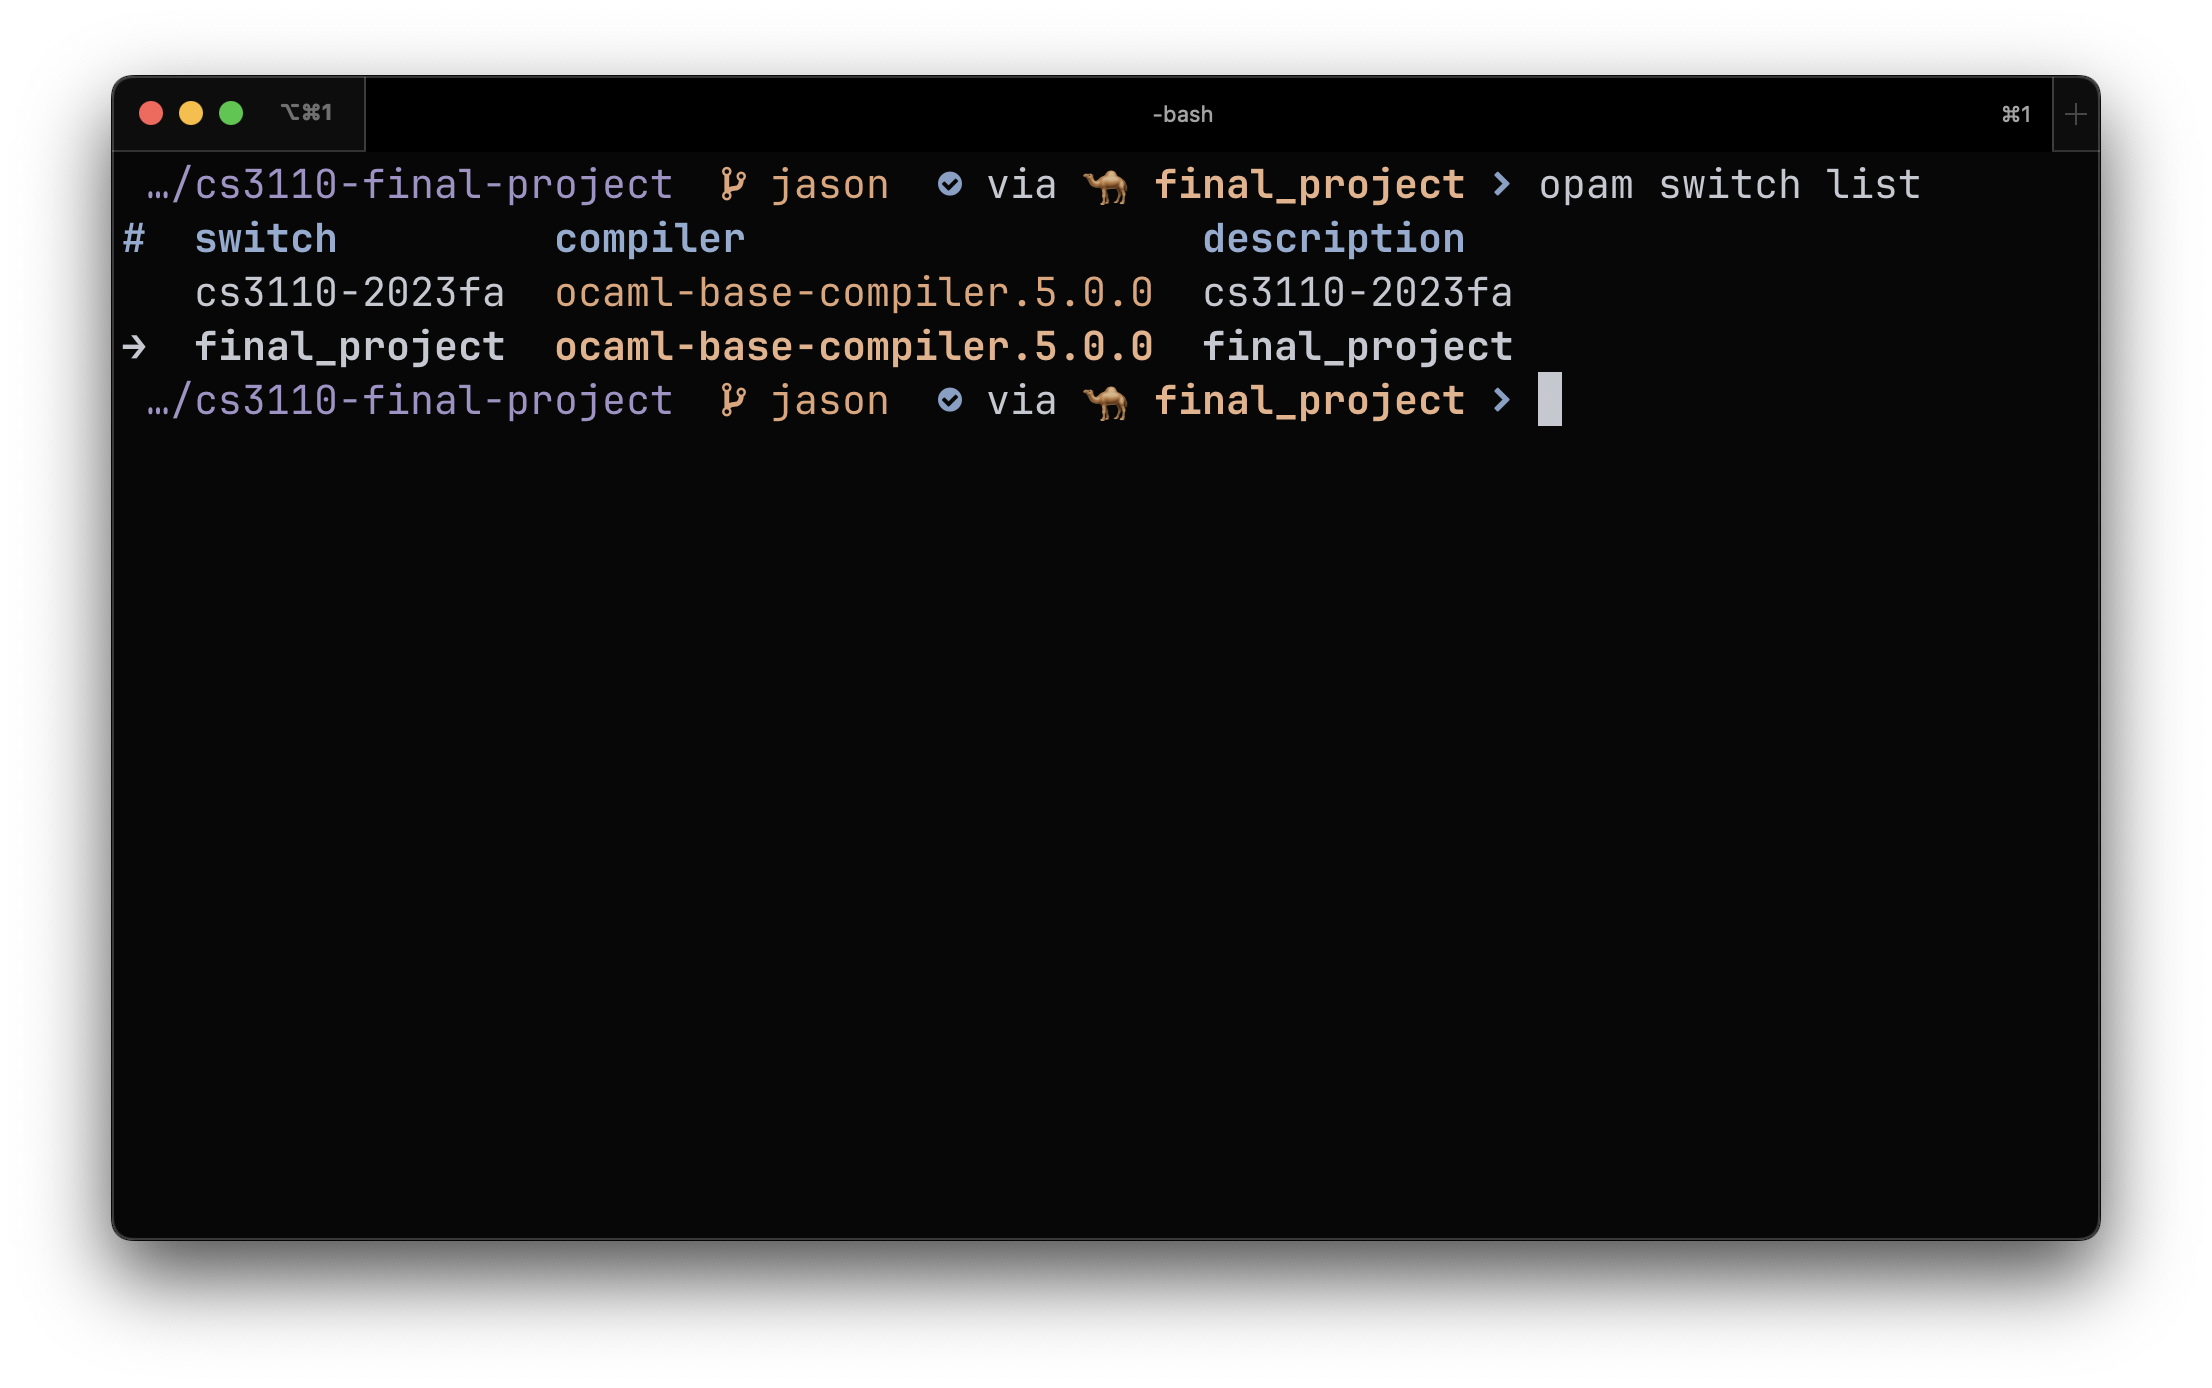 ⌥⌘1 -bash ⌘1 +
…/cs3110-final-project jason via 🐪 final_project > opam switch list
# switch compiler description
cs3110-2023fa ocaml-base-compiler.5.0.0 cs3110-2023fa
→ final_project ocaml-base-compiler.5.0.0 final_project
…/cs3110-final-project jason via 🐪 final_project >